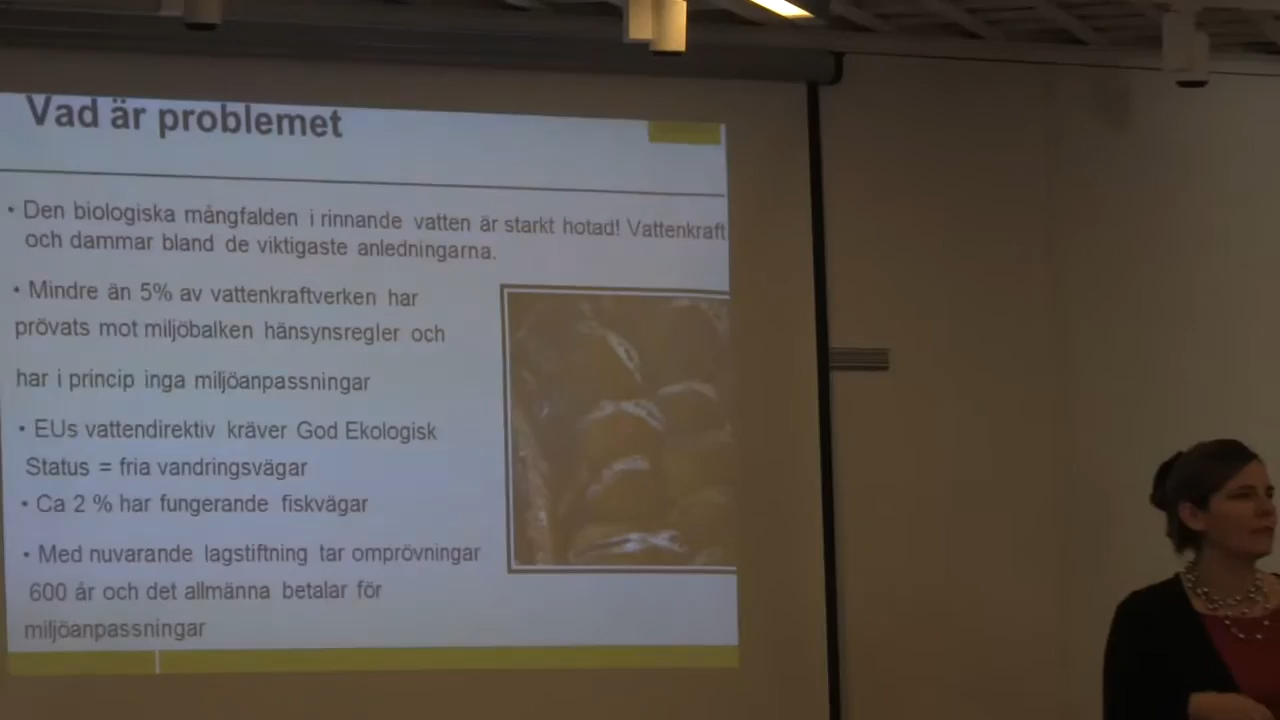 Vad är problemet
• Den biologiska mångfalden i rinnande vatten är starkt hotad! Vattenkraft
och dammar bland de viktigaste anledningarna.
• Mindre än 5% av vattenkraftverken har
prövats mot miljöbalken hänsynsregler och
har i princip inga miljöanpassningar
• EUs vattendirektiv kräver God Ekologisk
Status = fria vandringsvägar
• Ca 2 % har fungerande fiskvägar
• Med nuvarande lagstiftning tar omprövningar
600 år och det allmänna betalar för
miljöanpassningar